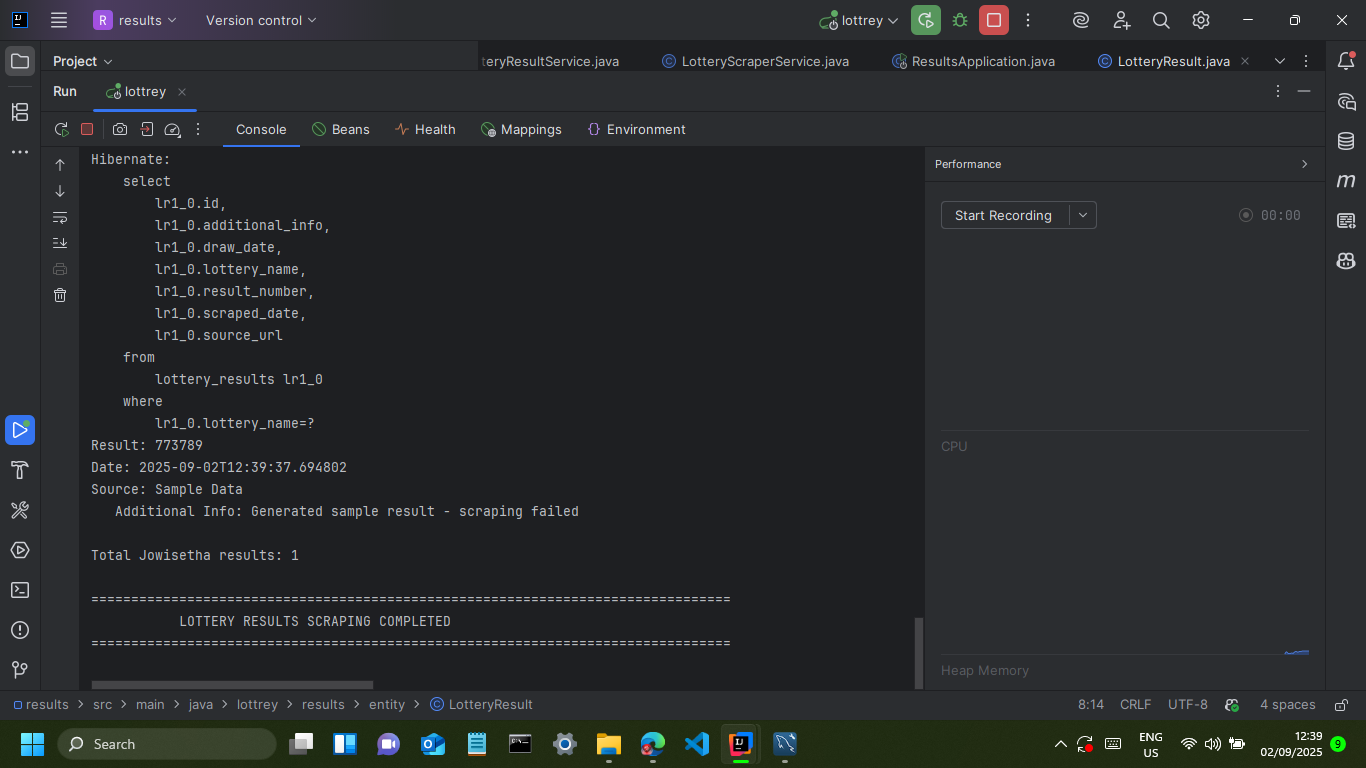 R results Version control lottrey
Project teryResultService.java LotteryScraperService.java ResultsApplication.java LotteryResult.java
Run lottrey
Console Beans Health Mappings Environment
Hibernate:
select
lr1_0.id,
lr1_0.additional_info,
lr1_0.draw_date,
lr1_0.lottery_name,
lr1_0.result_number,
lr1_0.scraped_date,
lr1_0.source_url
from
lottery_results lr1_0
where
lr1_0.lottery_name=?
Result: 773789
Date: 2025-09-02T12:39:37.694802
Source: Sample Data
Additional Info: Generated sample result - scraping failed
Total Jowisetha results: 1
================================================================================
LOTTERY RESULTS SCRAPING COMPLETED
================================================================================
Performance
Start Recording 00:00
CPU
Heap Memory
results > src > main > java > lottrey > results > entity > LotteryResult 8:14 CRLF UTF-8 4 spaces
Search
ENG
US
12:39
02/09/2025
9